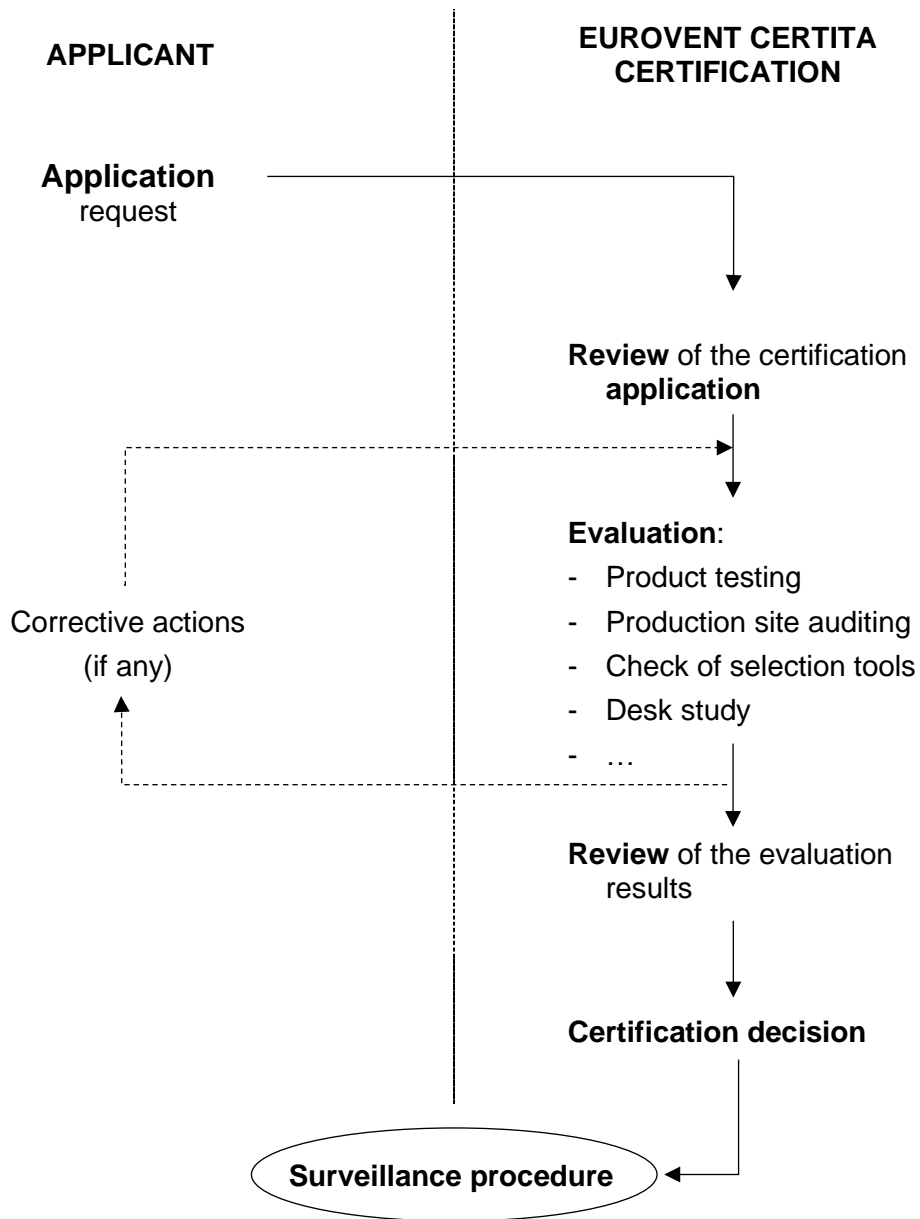 APPLICANT
EUROVENT CERTITA
CERTIFICATION
Application
request
Review of the certification
application
Evaluation:
- Product testing
- Production site auditing
- Check of selection tools
- Desk study
- …
Corrective actions
(if any)
Review of the evaluation
results
Certification decision
Surveillance procedure